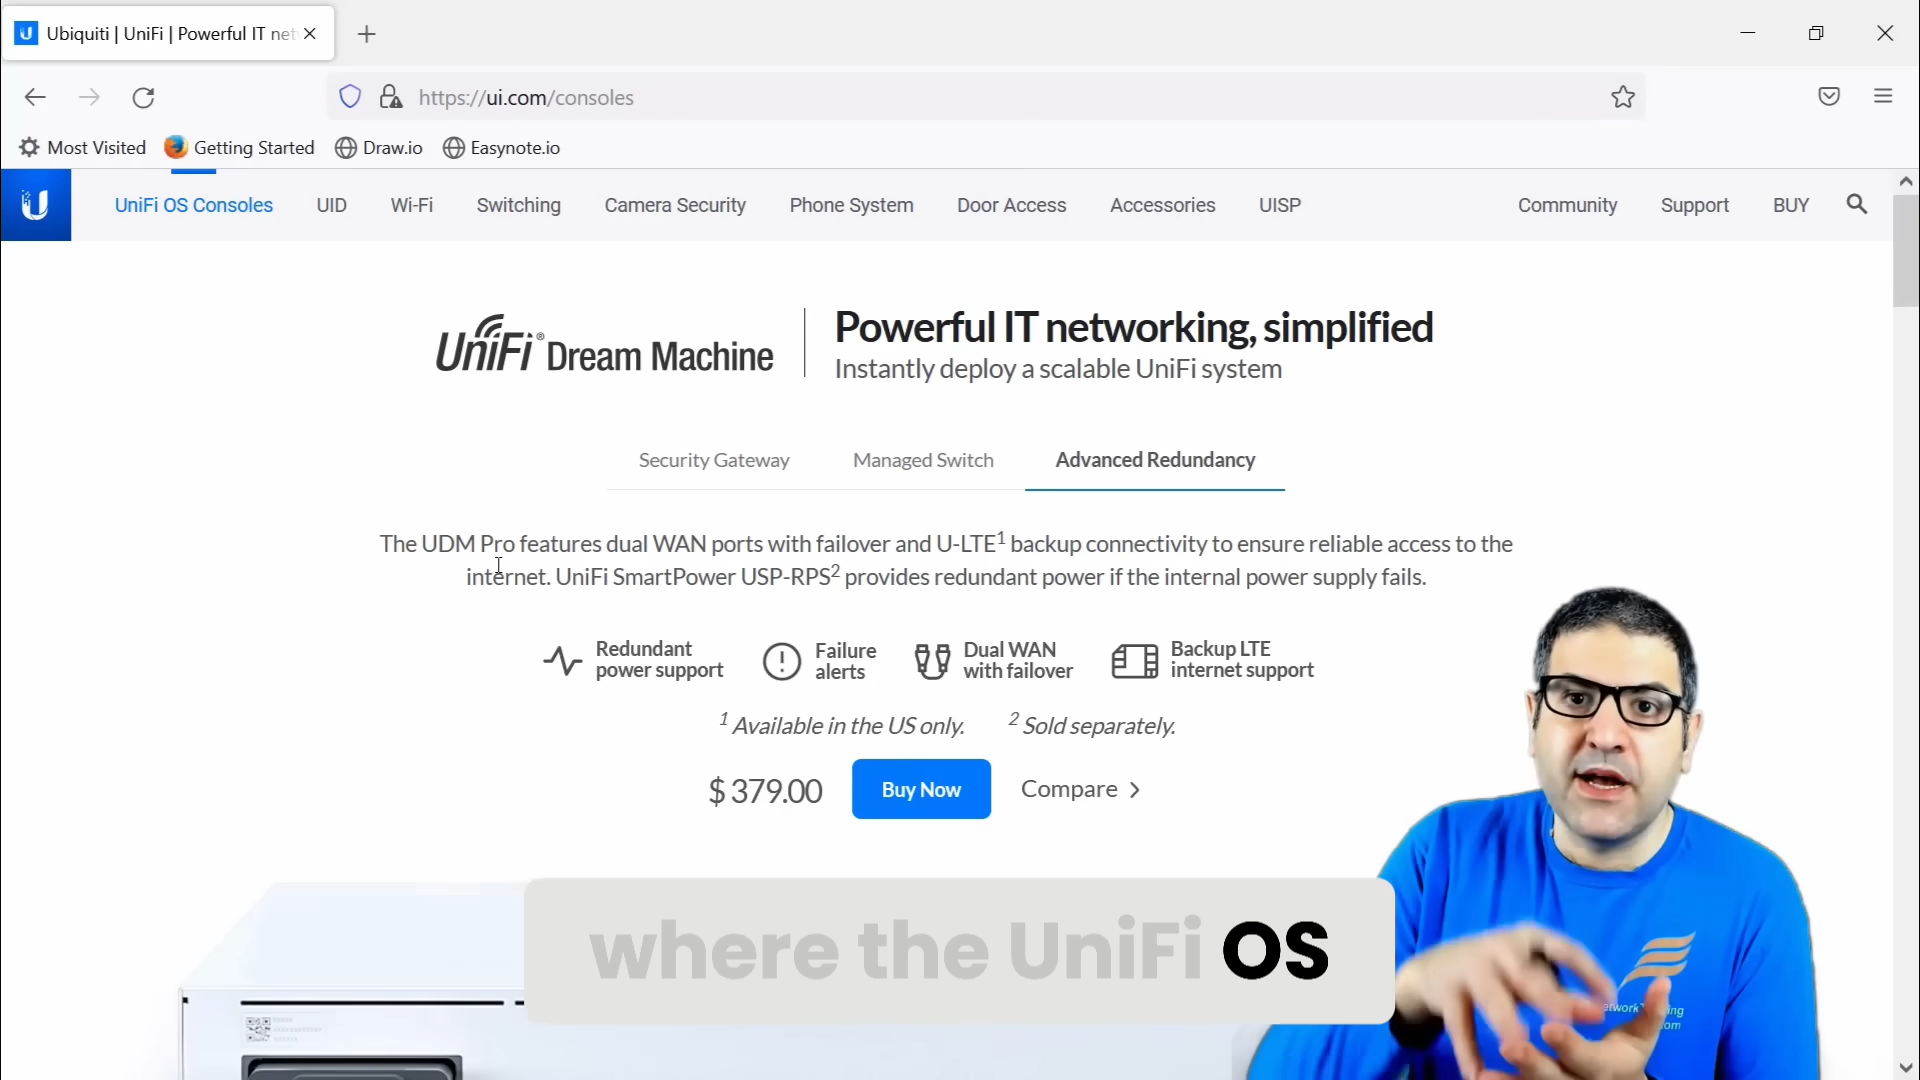 Ubiquiti | UniFi | Powerful IT net
https://ui.com/consoles
Most Visited Getting Started Draw.io Easynote.io
UniFi OS Consoles UID Wi-Fi Switching Camera Security Phone System Door Access Accessories UISP Community Support BUY
UniFi® Dream Machine
Powerful IT networking, simplified
Instantly deploy a scalable UniFi system
Security Gateway Managed Switch Advanced Redundancy
The UDM Pro features dual WAN ports with failover and U-LTE¹ backup connectivity to ensure reliable access to the
internet. UniFi SmartPower USP-RPS² provides redundant power if the internal power supply fails.
Redundant
power support
Failure
alerts
Dual WAN
with failover
Backup LTE
internet support
¹ Available in the US only. ² Sold separately.
$ 379.00 Buy Now Compare
where the UniFi OS